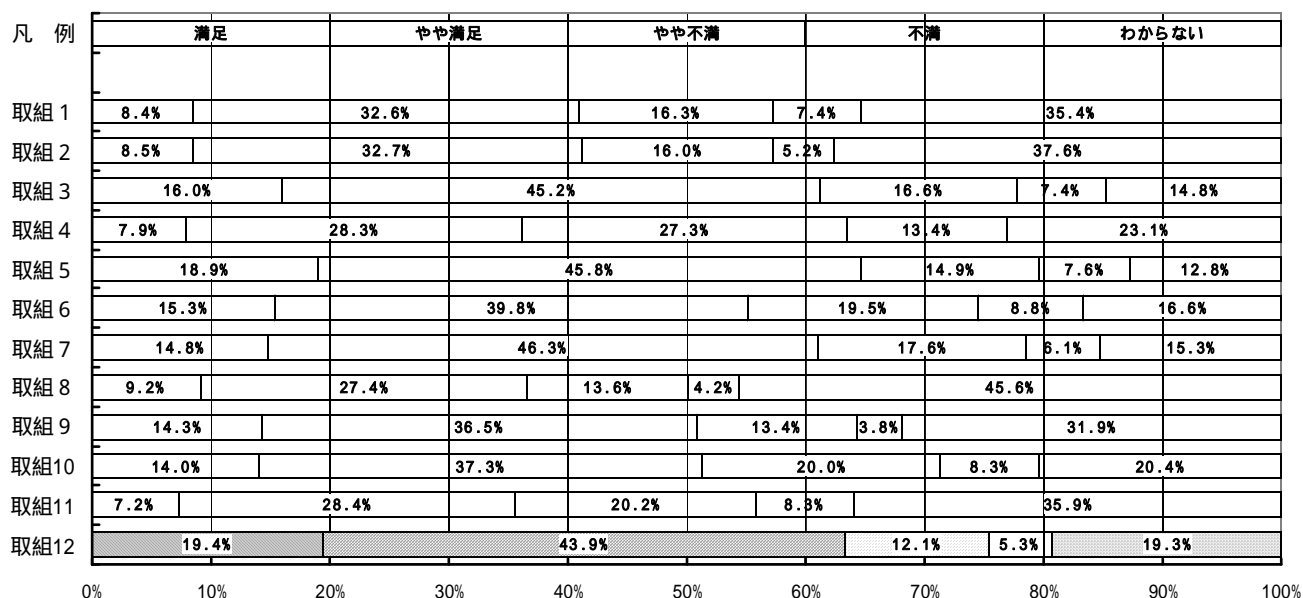 凡 例 満足 やや満足 やや不満 不満 わからない
取組1 8.4% 32.6% 16.3% 7.4% 35.4%
取組2 8.5% 32.7% 16.0% 5.2% 37.6%
取組3 16.0% 45.2% 16.6% 7.4% 14.8%
取組4 7.9% 28.3% 27.3% 13.4% 23.1%
取組5 18.9% 45.8% 14.9% 7.6% 12.8%
取組6 15.3% 39.8% 19.5% 8.8% 16.6%
取組7 14.8% 46.3% 17.6% 6.1% 15.3%
取組8 9.2% 27.4% 13.6% 4.2% 45.6%
取組9 14.3% 36.5% 13.4% 3.8% 31.9%
取組10 14.0% 37.3% 20.0% 8.3% 20.4%
取組11 7.2% 28.4% 20.2% 8.3% 35.9%
取組12 19.4% 43.9% 12.1% 5.3% 19.3%
0% 10% 20% 30% 40% 50% 60% 70% 80% 90% 100%